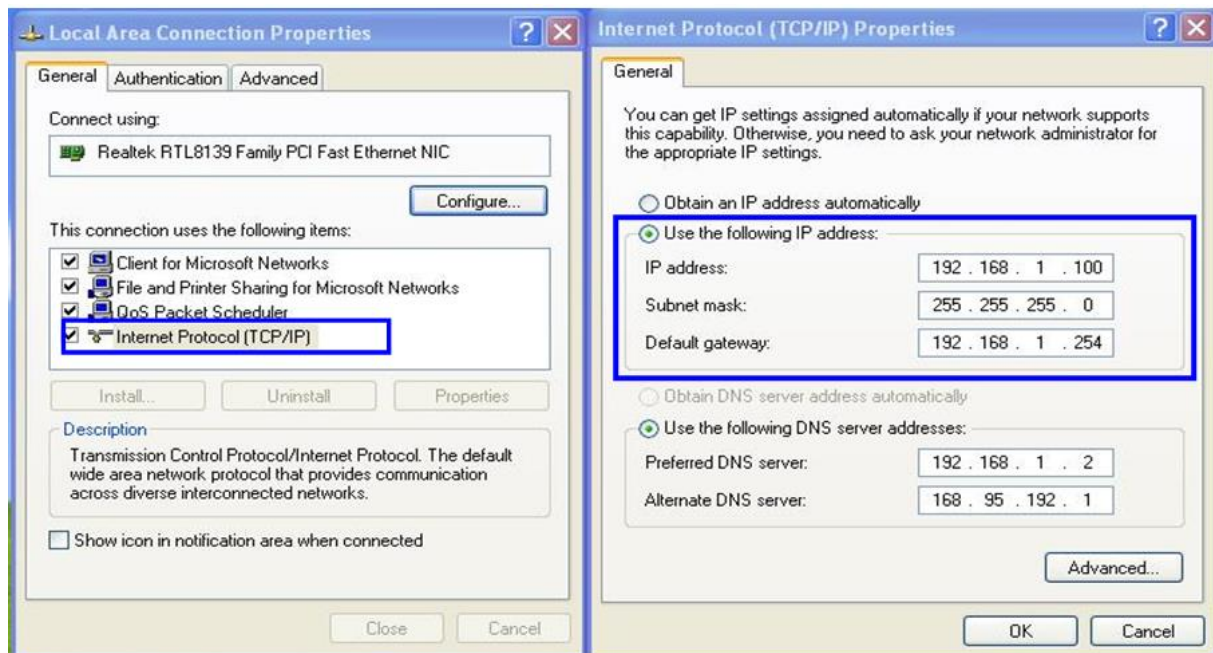 Local Area Connection Properties
General Authentication Advanced
Connect using:
Realtek RTL8139 Family PCI Fast Ethernet NIC
Configure...
This connection uses the following items:
Client for Microsoft Networks
File and Printer Sharing for Microsoft Networks
QoS Packet Scheduler
Internet Protocol (TCP/IP)
Install... Uninstall Properties
Description
Transmission Control Protocol/Internet Protocol. The default
wide area network protocol that provides communication
across diverse interconnected networks.
Show icon in notification area when connected
Close Cancel
Internet Protocol (TCP/IP) Properties
General
You can get IP settings assigned automatically if your network supports
this capability. Otherwise, you need to ask your network administrator for
the appropriate IP settings.
Obtain an IP address automatically
Use the following IP address:
IP address: 192 . 168 . 1 . 100
Subnet mask: 255 . 255 . 255 . 0
Default gateway: 192 . 168 . 1 . 254
Obtain DNS server address automatically
Use the following DNS server addresses:
Preferred DNS server: 192 . 168 . 1 . 2
Alternate DNS server: 168 . 95 . 192 . 1
Advanced...
OK Cancel